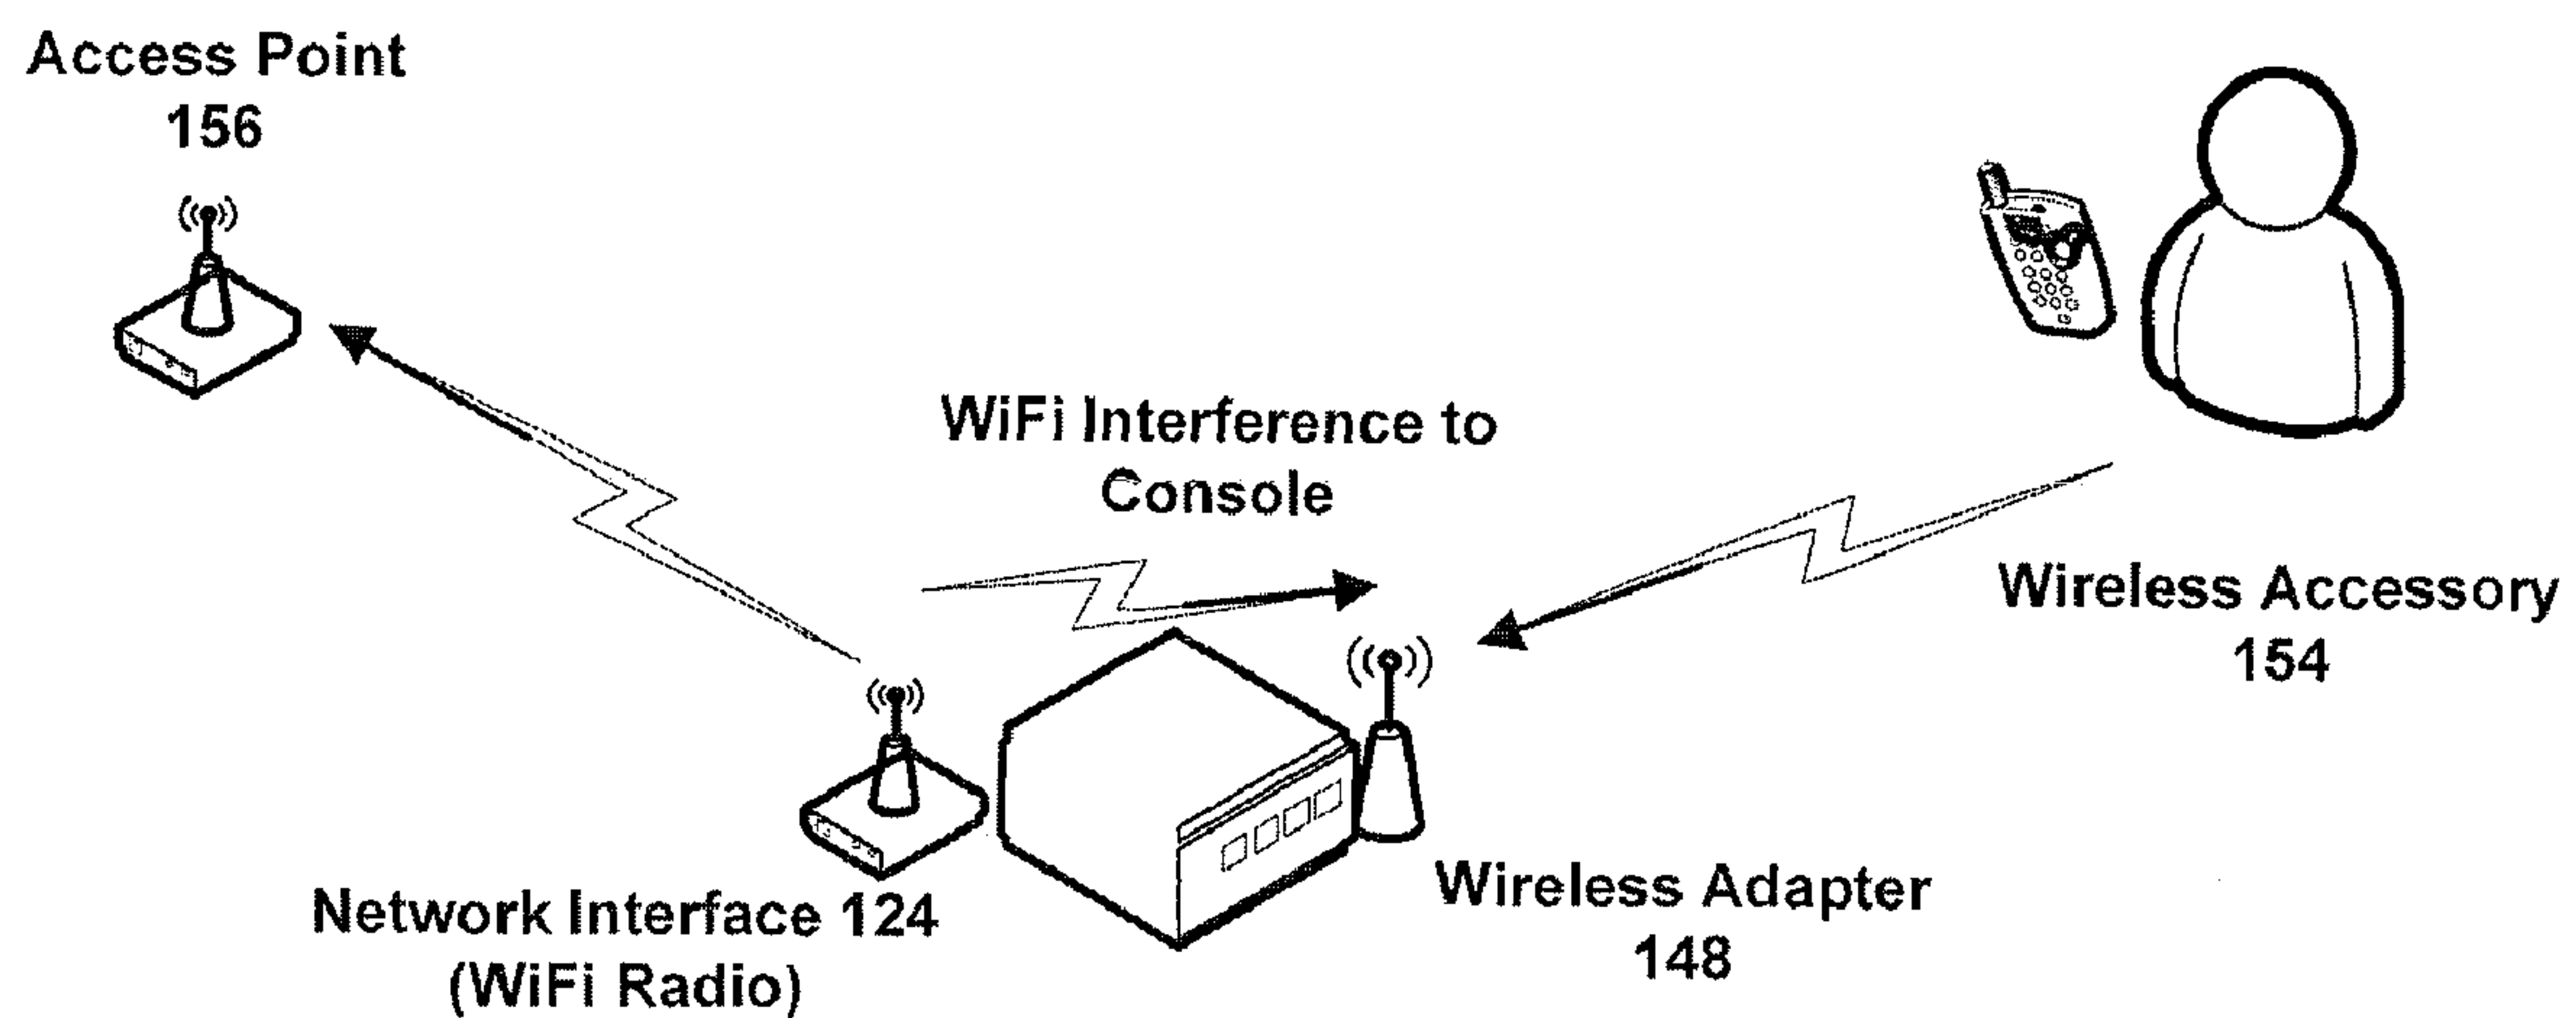 Access Point
156
WiFi Interference to
Console
Wireless Accessory
154
Network Interface 124
(WiFi Radio)
Wireless Adapter
148